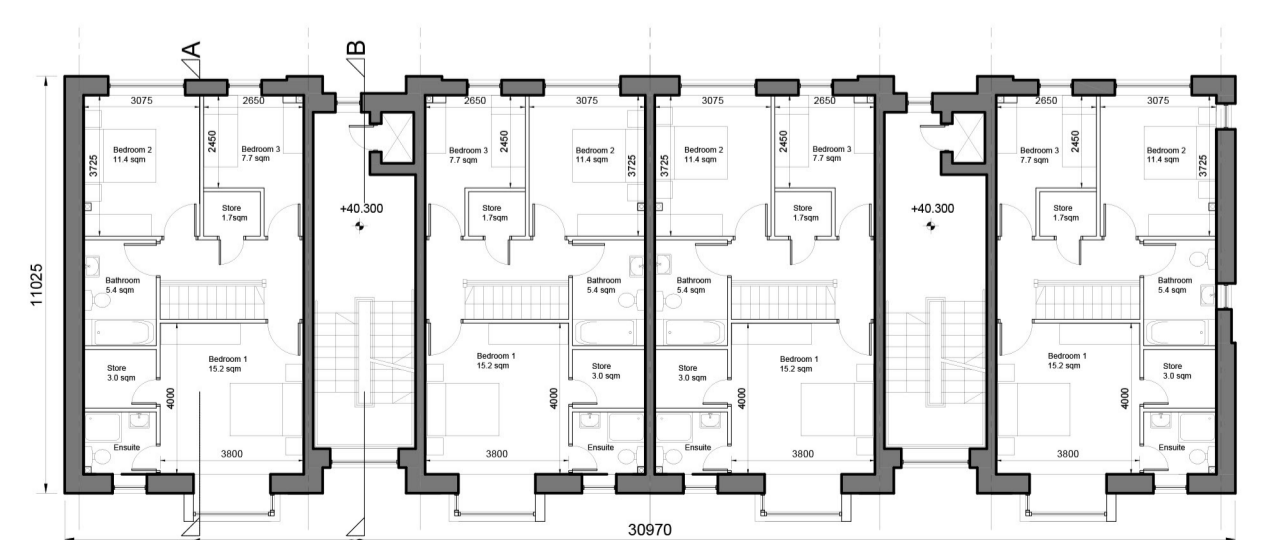 A
B
3075
2650
2650
3075
3075
2650
2650
3075
Bedroom 2
11.4 sqm
3725
Bedroom 3
7.7 sqm
2450
Bedroom 3
7.7 sqm
2450
Bedroom 2
11.4 sqm
3725
Bedroom 2
11.4 sqm
3725
Bedroom 3
7.7 sqm
2450
Bedroom 3
7.7 sqm
2450
Bedroom 2
11.4 sqm
3725
Store
1.7sqm
+40.300
Store
1.7sqm
Store
1.7sqm
+40.300
Store
1.7sqm
11025
Bathroom
5.4 sqm
Bathroom
5.4 sqm
Bathroom
5.4 sqm
Bathroom
5.4 sqm
Bedroom 1
15.2 sqm
Bedroom 1
15.2 sqm
Bedroom 1
15.2 sqm
Bedroom 1
15.2 sqm
Store
3.0 sqm
Store
3.0 sqm
Store
3.0 sqm
Store
3.0 sqm
4000
4000
4000
4000
Ensuite
3800
3800
Ensuite
Ensuite
3800
3800
Ensuite
30970